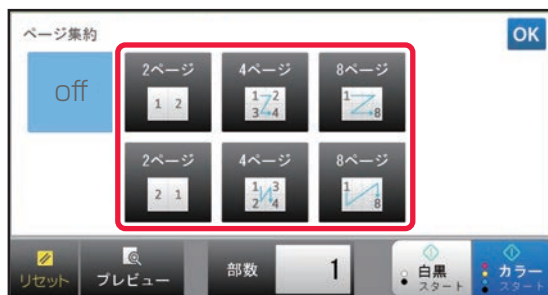 ページ集約
OK
off
2ページ
1 2
4ページ
1 2
3 4
8ページ
1
8
2ページ
2 1
4ページ
1 3
2 4
8ページ
1
8
リセット
プレビュー
部数
1
白黒
スタート
カラー
スタート